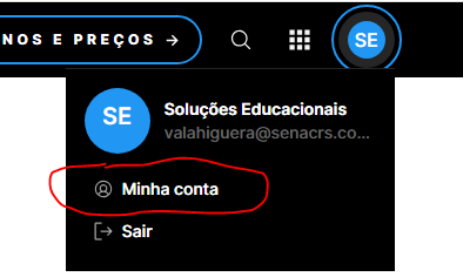 NOS E PREÇOS →
SE
SE
Soluções Educacionais
valahiguera@senacrs.co...
Minha conta
Sair